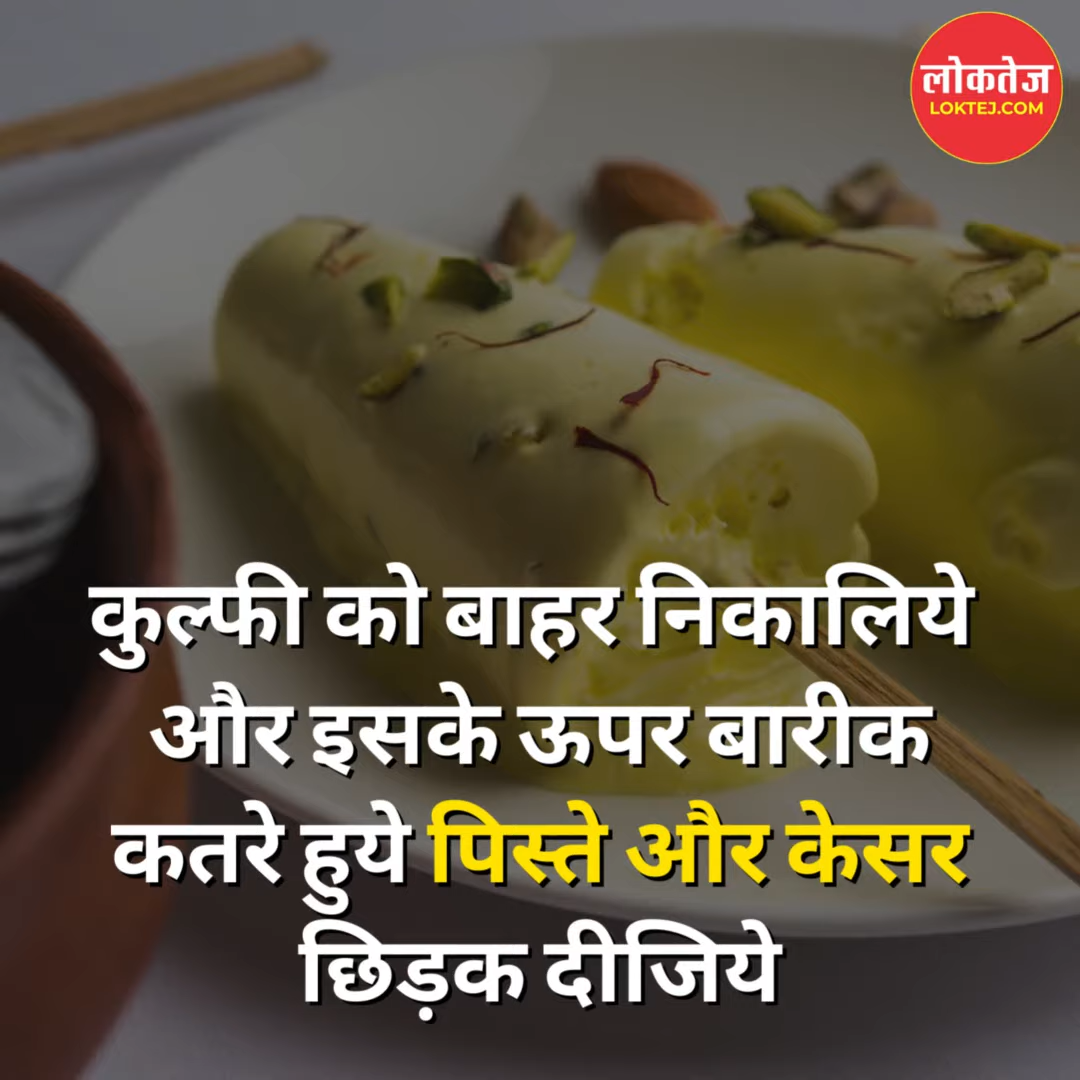 लोकतेज
LOKTEJ.COM
कुल्फी को बाहर निकालिये
और इसके ऊपर बारीक
कतरे हुये पिस्ते और केसर
छिड़क दीजिये